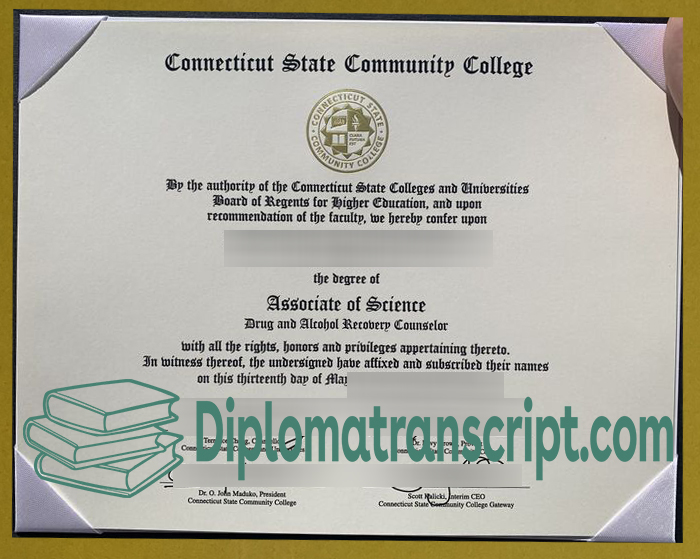 Connecticut State Community College
CONNECTICUT STATE
COMMUNITY COLLEGE
By the authority of the Connecticut State Colleges and Universities
Board of Regents for Higher Education, and upon
recommendation of the faculty, we hereby confer upon
the degree of
Associate of Science
Drug and Alcohol Recovery Counselor
with all the rights, honors and privileges appertaining thereto.
In witness thereof, the undersigned have affixed and subscribed their names
on this thirteenth day of May
Diplomatranscript.com
Dr. O. John Maduko, President
Connecticut State Community College
Scott Kalicki, Interim CEO
Connecticut State Community College Gateway